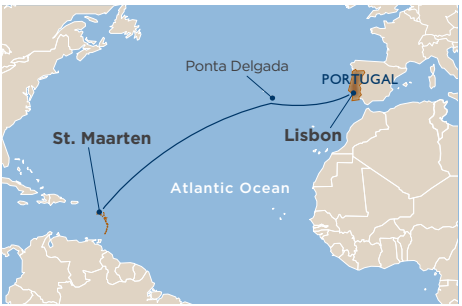 Ponta Delgada
PORTUGAL
St. Maarten
Lisbon
Atlantic Ocean